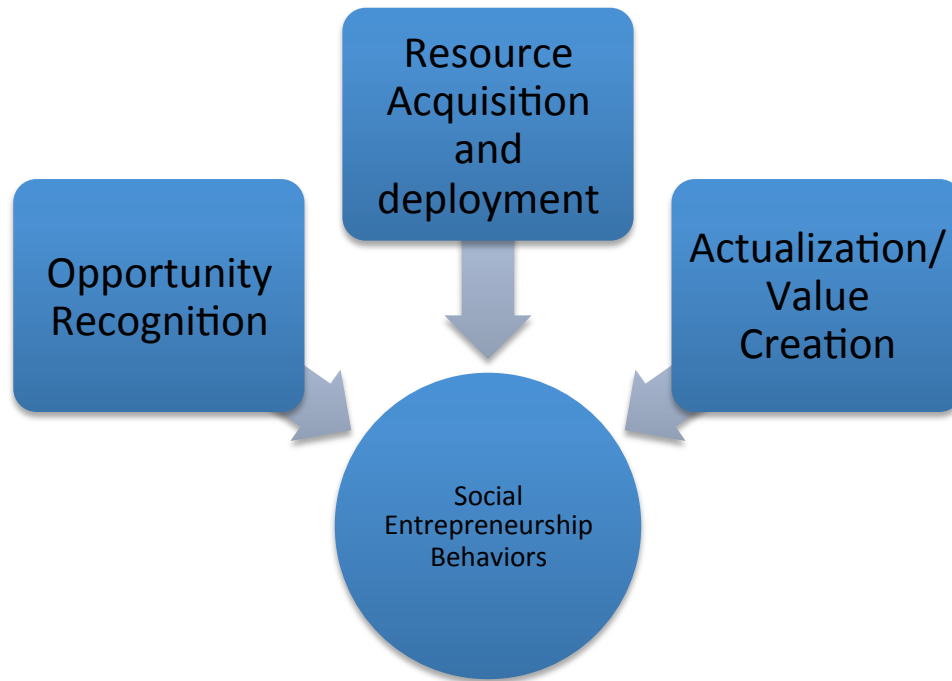 Resource
Acquisition
and
deployment
Opportunity
Recognition
Actualization/
Value
Creation
Social
Entrepreneurship
Behaviors